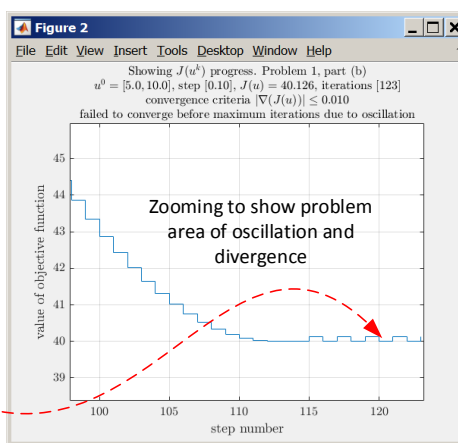 Figure 2
File Edit View Insert Tools Desktop Window Help
Showing J(u^k) progress. Problem 1, part (b)
u^0 = [5.0, 10.0], step [0.10], J(u) = 40.126, iterations [123]
convergence criteria |∇(J(u))| ≤ 0.010
failed to converge before maximum iterations due to oscillation
45
44
43
42
41
40
39
value of objective function
Zooming to show problem
area of oscillation and
divergence
100 105 110 115 120
step number